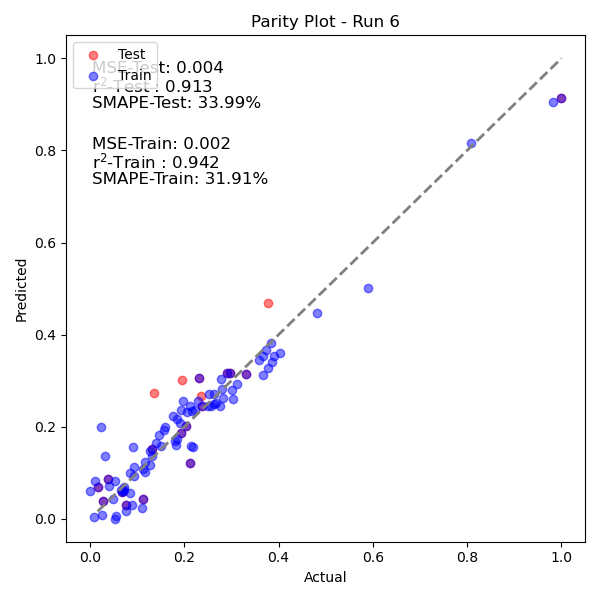 Parity Plot - Run 6
Test
Train
MSE-Test: 0.004
r²-Test : 0.913
SMAPE-Test: 33.99%
MSE-Train: 0.002
r²-Train : 0.942
SMAPE-Train: 31.91%
1.0
0.8
0.6
0.4
0.2
0.0
Predicted
0.0 0.2 0.4 0.6 0.8 1.0
Actual